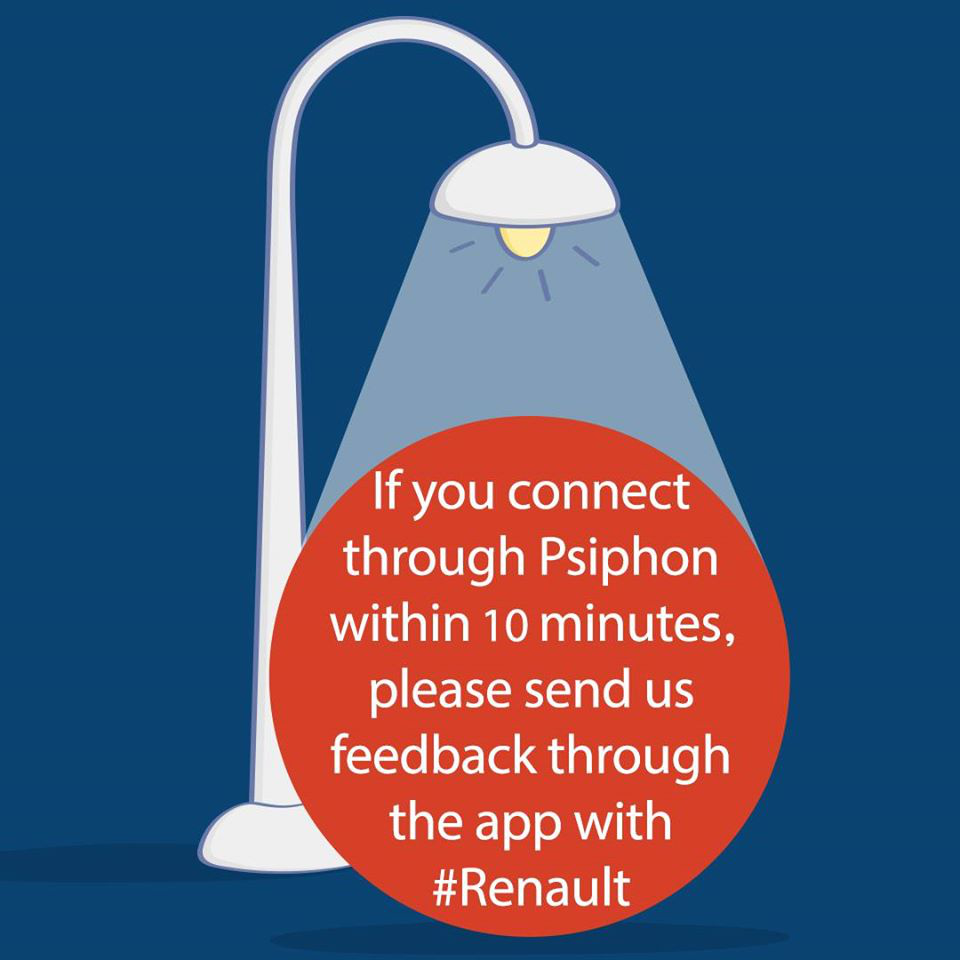 If you connect
through Psiphon
within 10 minutes,
please send us
feedback through
the app with
#Renault